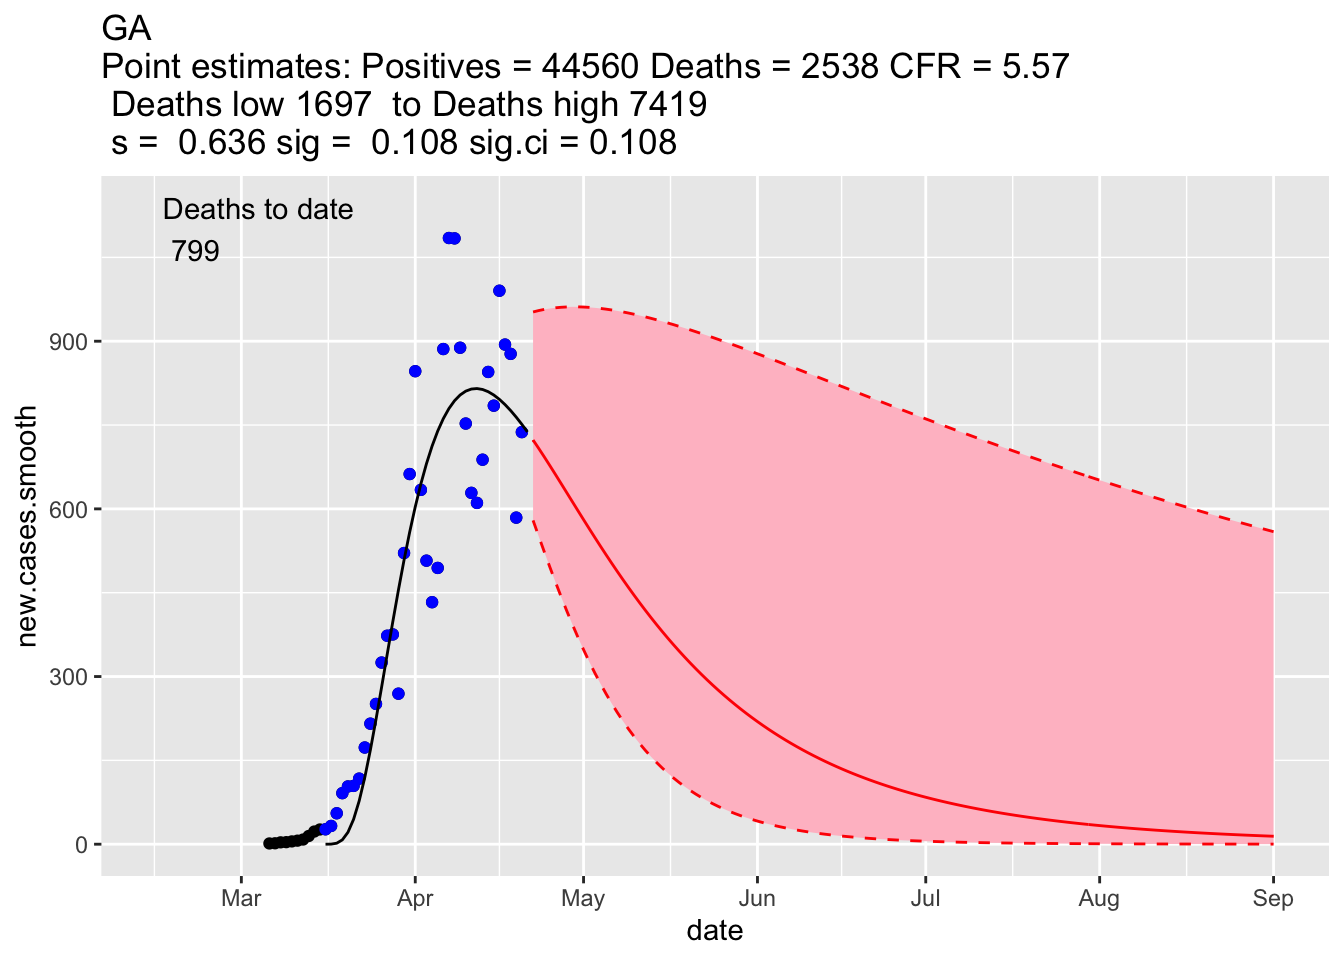 GA
Point estimates: Positives = 44560 Deaths = 2538 CFR = 5.57
Deaths low 1697  to Deaths high 7419
s =  0.636 sig =  0.108 sig.ci = 0.108
Deaths to date
799
900
600
300
0
new.cases.smooth
Mar Apr May Jun Jul Aug Sep
date